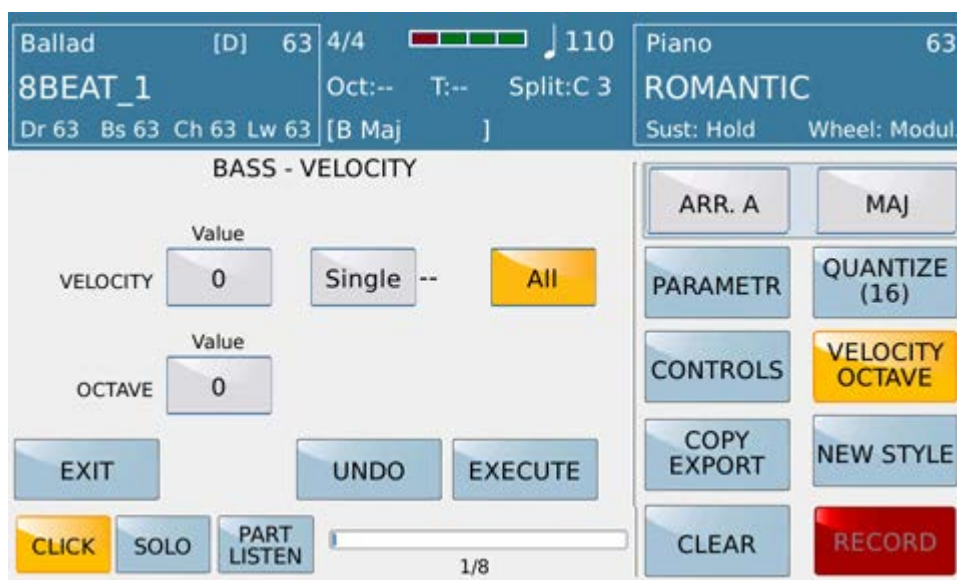 Ballad [D] 63
8BEAT_1
Dr 63 Bs 63 Ch 63 Lw 63
4/4 110
Oct:-- T:-- Split:C 3
[B Maj ]
Piano 63
ROMANTIC
Sust: Hold Wheel: Modul.
BASS - VELOCITY
Value
VELOCITY 0 Single -- All
Value
OCTAVE 0
EXIT UNDO EXECUTE
CLICK SOLO PART
LISTEN
1/8
ARR. A MAJ
PARAMETR QUANTIZE
(16)
CONTROLS VELOCITY
OCTAVE
COPY
EXPORT NEW STYLE
CLEAR RECORD